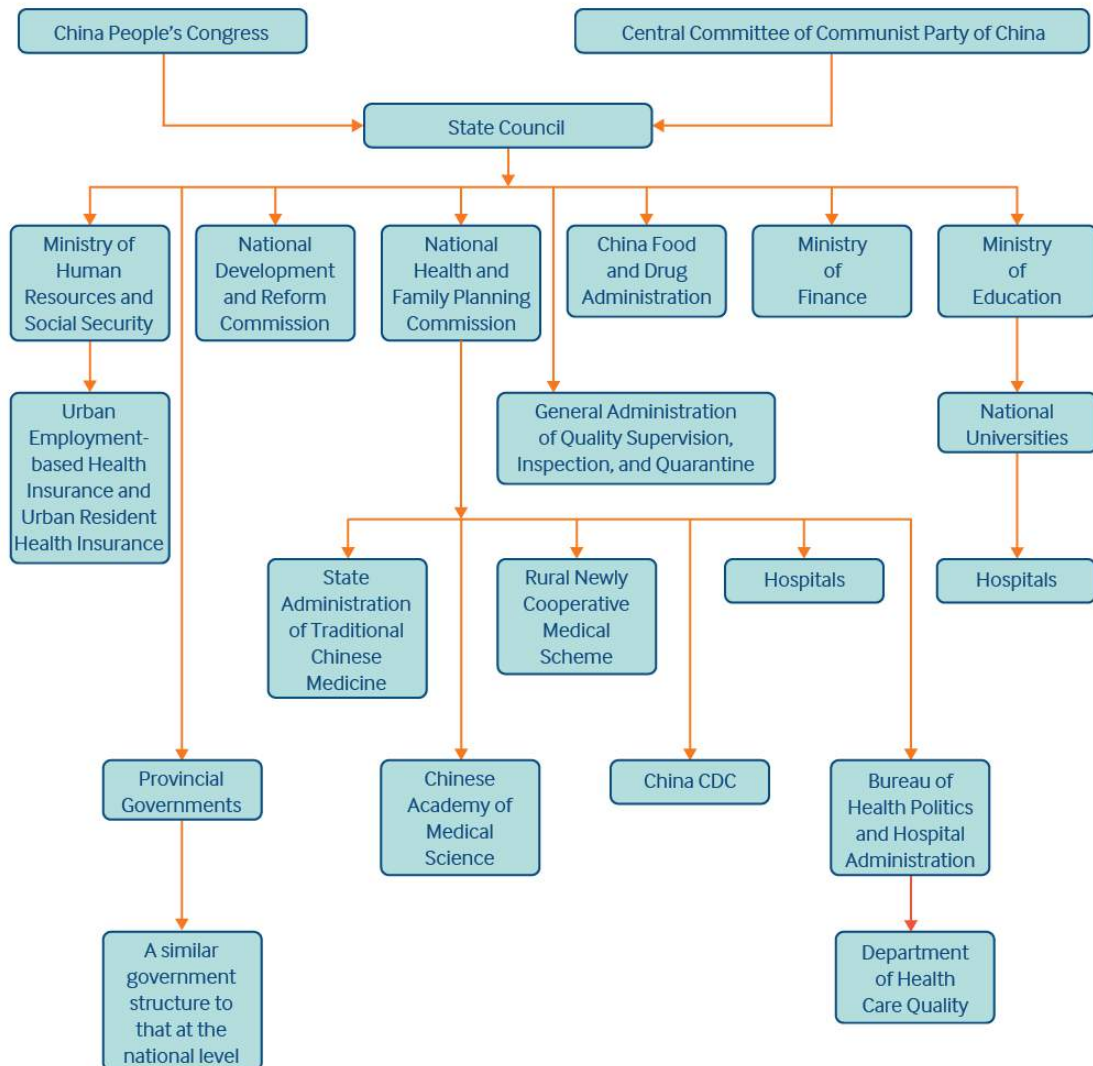 China People's Congress
Central Committee of Communist Party of China
State Council
Ministry of
Human
Resources and
Social Security
National
Development
and Reform
Commission
National
Health and
Family Planning
Commission
China Food
and Drug
Administration
Ministry
of
Finance
Ministry
of
Education
Urban
Employment-
based Health
Insurance and
Urban Resident
Health Insurance
General Administration
of Quality Supervision,
Inspection, and Quarantine
National
Universities
State
Administration
of Traditional
Chinese
Medicine
Rural Newly
Cooperative
Medical
Scheme
Hospitals
Hospitals
Provincial
Governments
Chinese
Academy of
Medical
Science
China CDC
Bureau of
Health Politics
and Hospital
Administration
A similar
government
structure to
that at the
national level
Department
of Health
Care Quality